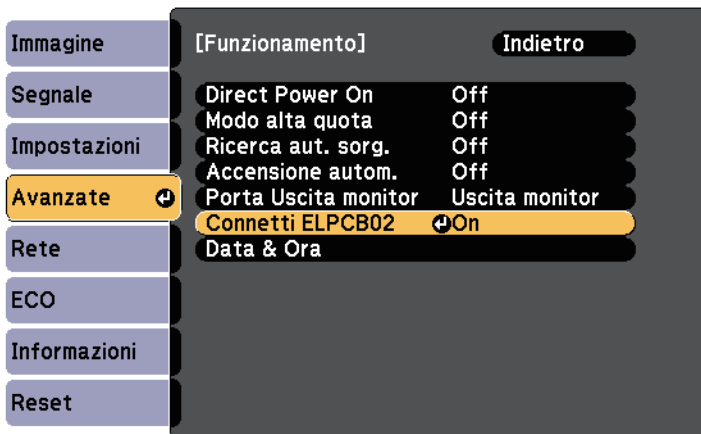 Immagine
Segnale
Impostazioni
Avanzate
Rete
ECO
Informazioni
Reset
[Funzionamento] Indietro
Direct Power On Off
Modo alta quota Off
Ricerca aut. sorg. Off
Accensione autom. Off
Porta Uscita monitor Uscita monitor
Connetti ELPCB02 On
Data & Ora